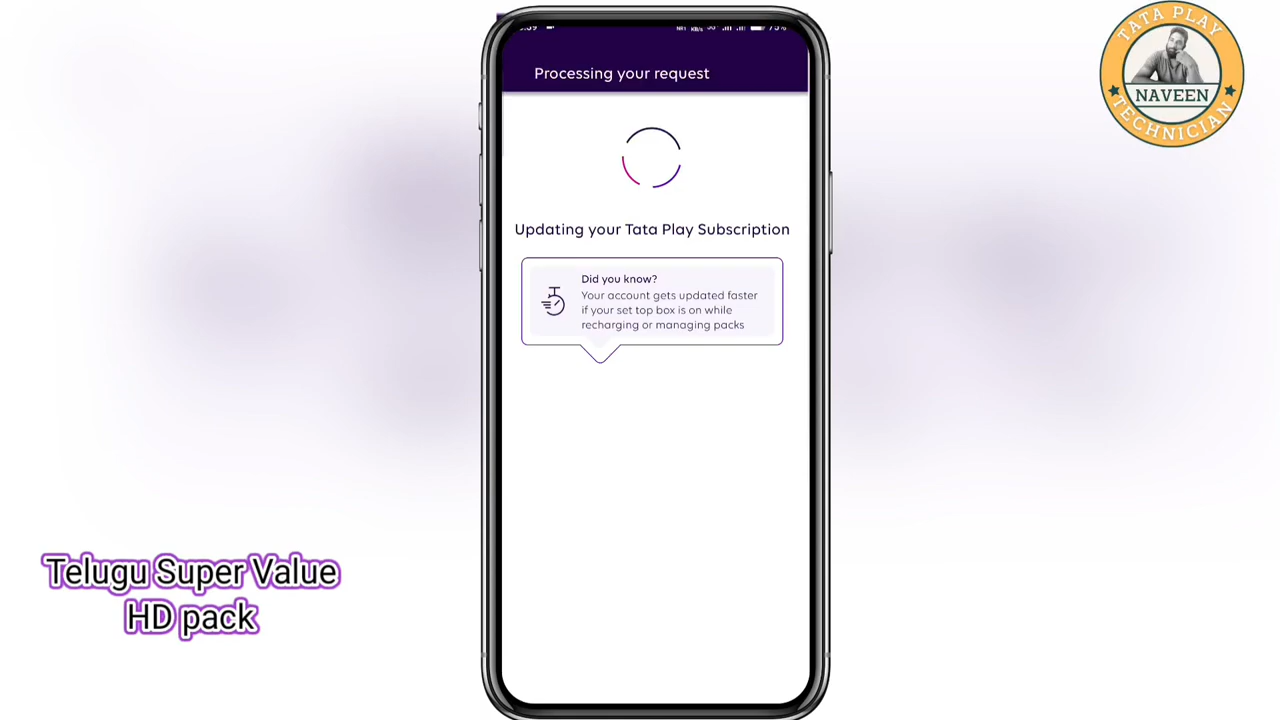 Processing your request
Updating your Tata Play Subscription
Did you know?
Your account gets updated faster
if your set top box is on while
recharging or managing packs
TATA PLAY
NAVEEN
TECHNICIAN
Telugu Super Value
HD pack